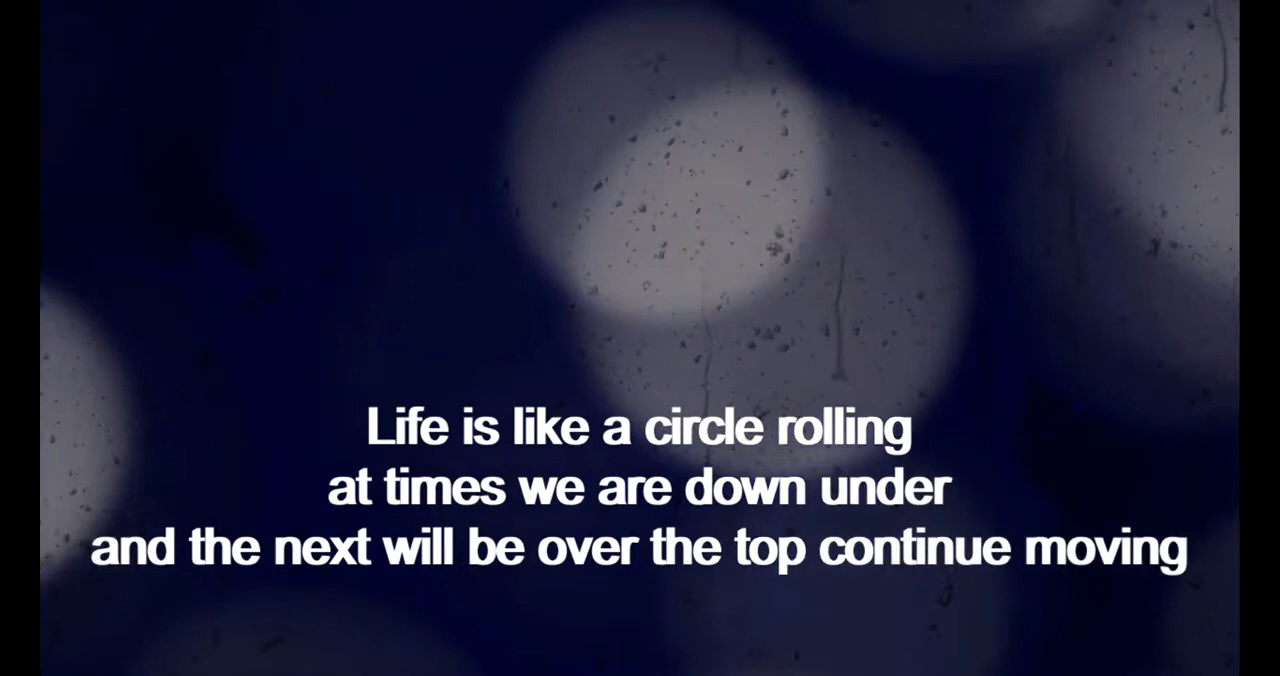 Life is like a circle rolling
at times we are down under
and the next will be over the top continue moving